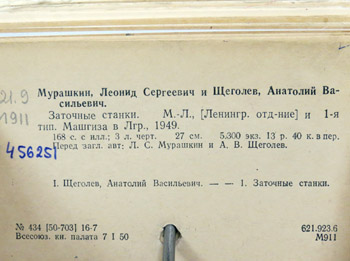 Мурашкин, Леонид Сергеевич и Щеголев, Анатолий Ва-
сильевич.
21.9
Заточные станки. М.-Л., [Ленингр. отд-ние] и 1-я
М911
тип. Машгиза в Лгр., 1949.
168 с. с илл.; 3 л. черт. 27 см. 5.300 экз. 13 р. 40 к. в пер.
Перед загл. авт: Л. С. Мурашкин и А. В. Щеголев.
456251
I. Щеголев, Анатолий Васильевич. — — 1. Заточные станки.
№ 434 [50-703] 16-7
621.923.6
Всесоюз. кн. палата 7 I 50
М911